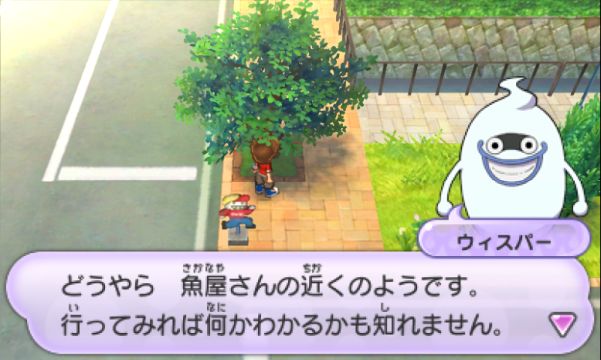 ウィスパー
どうやら 魚屋さんの近くのようです。
行ってみれば何かわかるかも知れません。